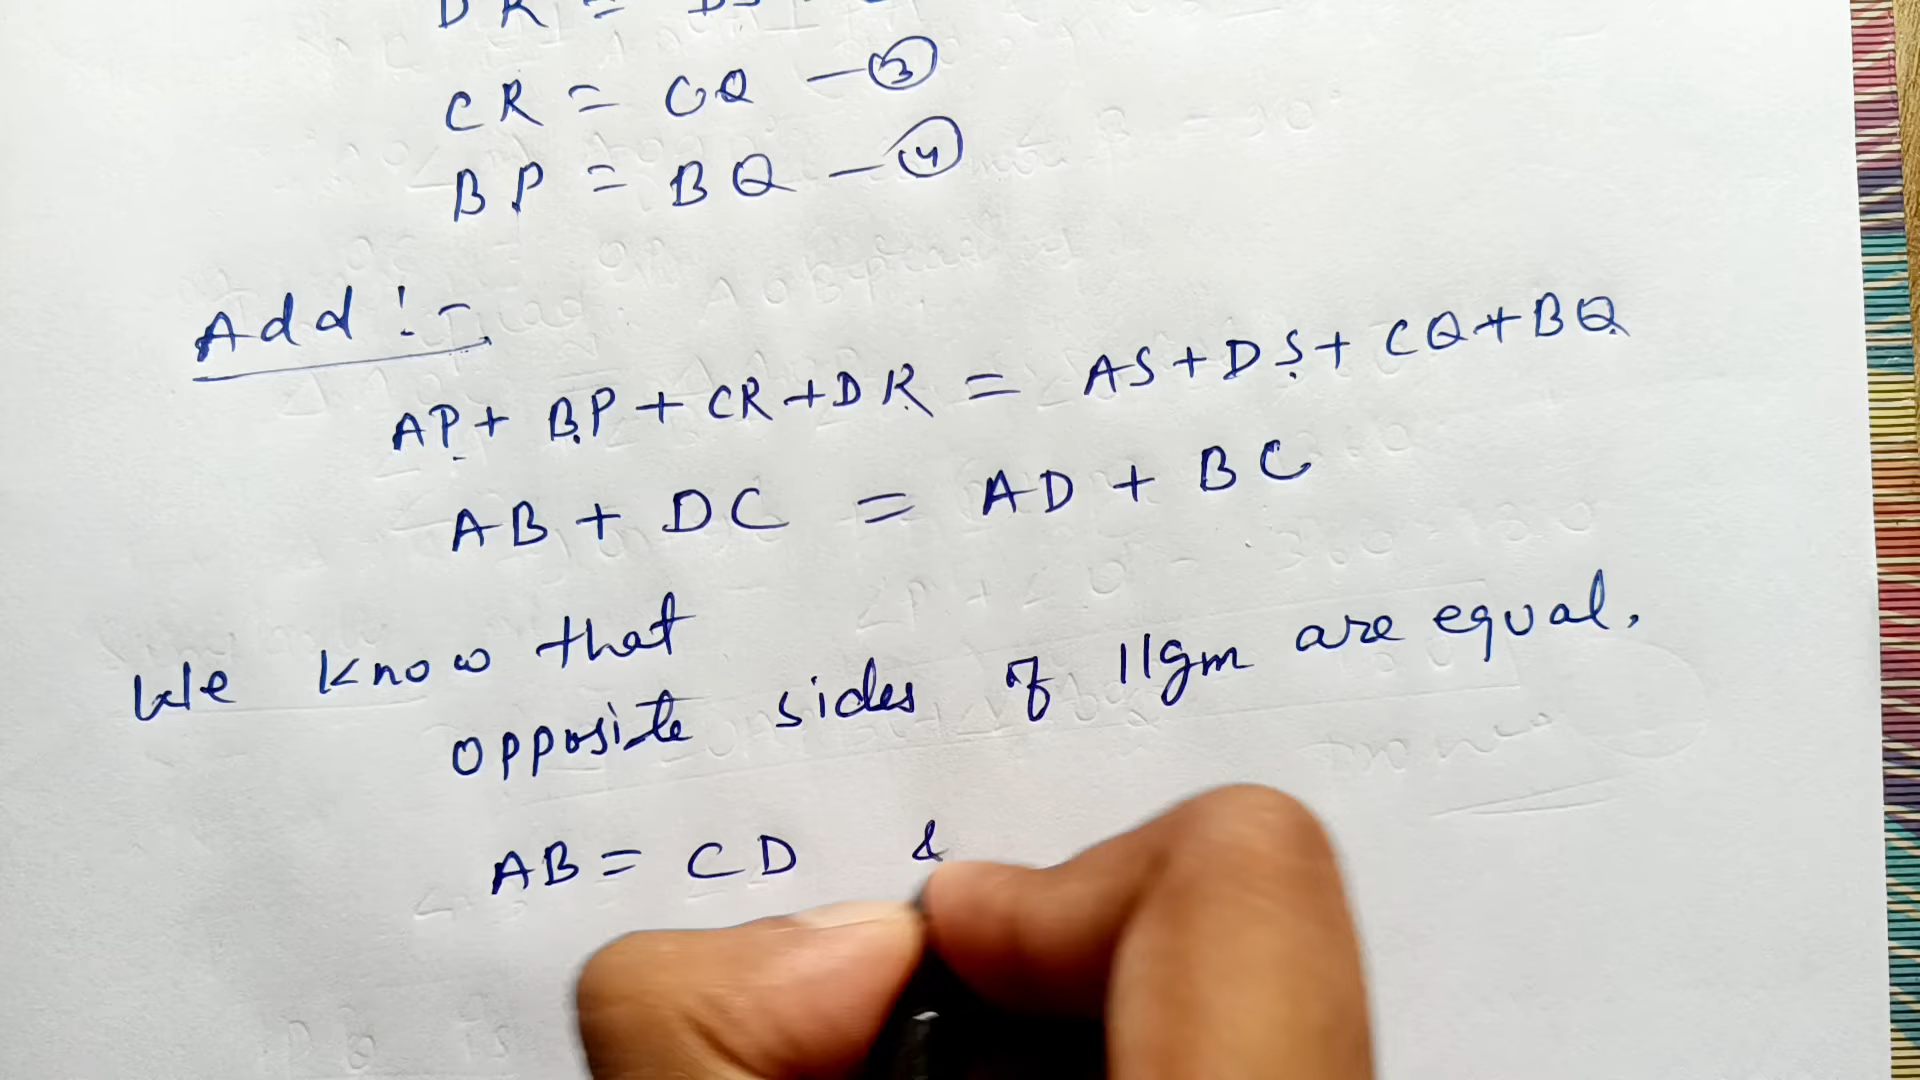 CR = CQ — ③
BP = BQ — ④
Add :-
AP + BP + CR + DR = AS + DS + CQ + BQ
AB + DC = AD + BC
We know that
opposite sides of ||gm are equal.
AB = CD &